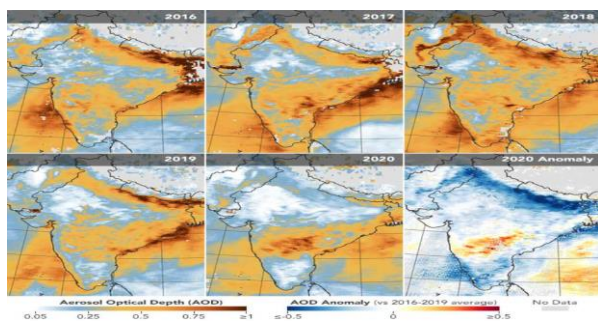 2016
2017
2018
2019
2020
2020 Anomaly
Aerosol Optical Depth (AOD)
0.05 0.25 0.5 0.75 ≥1
AOD Anomaly (vs 2016-2019 average)
≤-0.5 0 ≥0.5
No Data